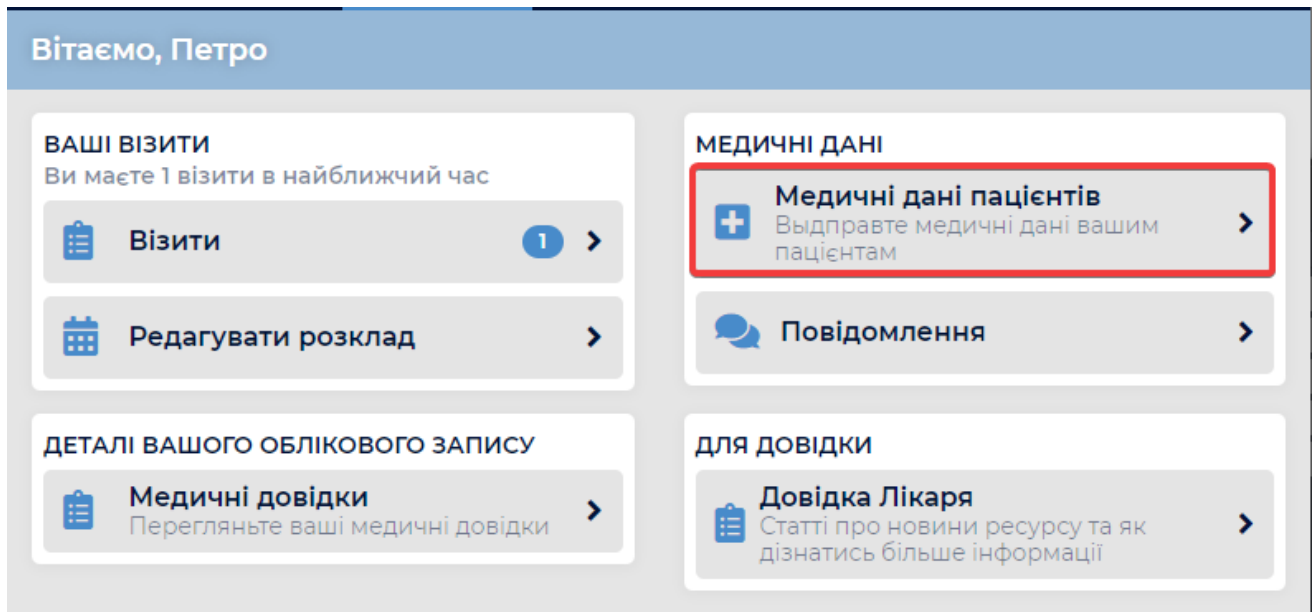 Вітаємо, Петро
ВАШІ ВІЗИТИ
Ви маєте 1 візити в найближчий час
Візити
1
Редагувати розклад
МЕДИЧНІ ДАНІ
Медичні дані пацієнтів
Выдправте медичні дані вашим
пацієнтам
Повідомлення
ДЕТАЛІ ВАШОГО ОБЛІКОВОГО ЗАПИСУ
Медичні довідки
Перегляньте ваші медичні довідки
ДЛЯ ДОВІДКИ
Довідка Лікаря
Статті про новини ресурсу та як
дізнатись більше інформації